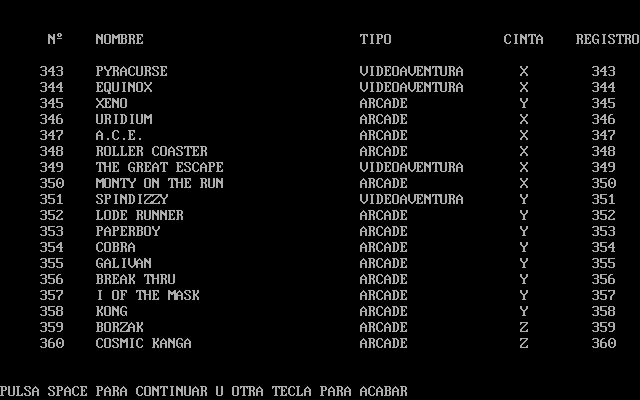 Nº NOMBRE TIPO CINTA REGISTRO
343 PYRACURSE VIDEOAVENTURA X 343
344 EQUINOX VIDEOAVENTURA X 344
345 XENO ARCADE Y 345
346 URIDIUM ARCADE X 346
347 A.C.E. ARCADE X 347
348 ROLLER COASTER ARCADE X 348
349 THE GREAT ESCAPE VIDEOAVENTURA X 349
350 MONTY ON THE RUN ARCADE X 350
351 SPINDIZZY VIDEOAVENTURA Y 351
352 LODE RUNNER ARCADE Y 352
353 PAPERBOY ARCADE Y 353
354 COBRA ARCADE Y 354
355 GALIVAN ARCADE Y 355
356 BREAK THRU ARCADE Y 356
357 I OF THE MASK ARCADE Y 357
358 KONG ARCADE Y 358
359 BORZAK ARCADE Z 359
360 COSMIC KANGA ARCADE Z 360
PULSA SPACE PARA CONTINUAR U OTRA TECLA PARA ACABAR